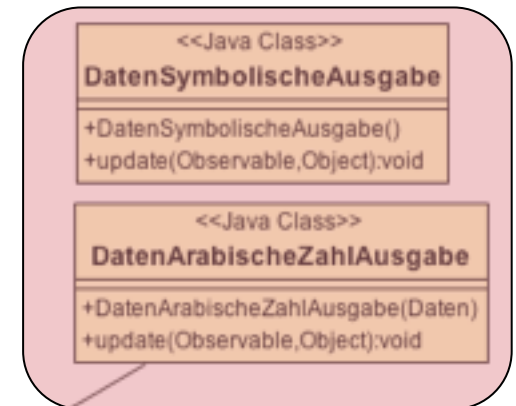 <<Java Class>>
DatenSymbolischeAusgabe
+DatenSymbolischeAusgabe()
+update(Observable,Object):void
<<Java Class>>
DatenArabischeZahlAusgabe
+DatenArabischeZahlAusgabe(Daten)
+update(Observable,Object):void